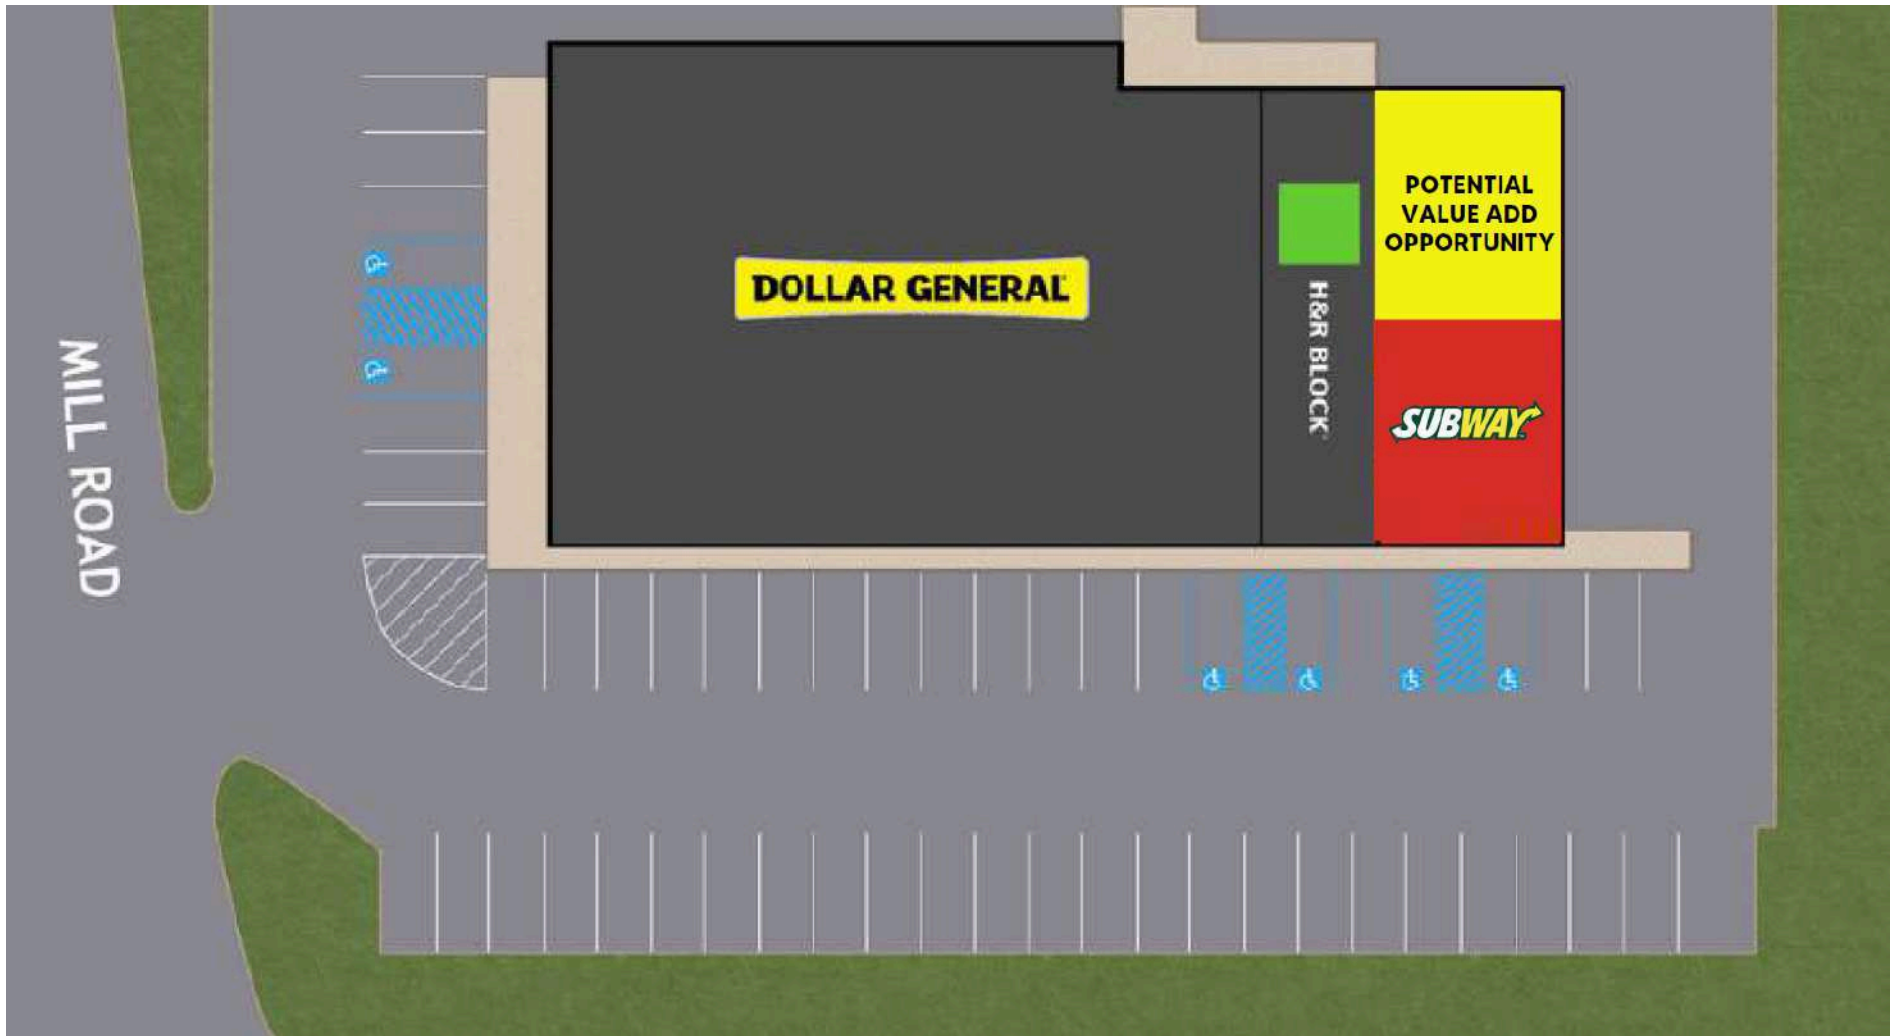 MILL ROAD
DOLLAR GENERAL
H&R BLOCK
POTENTIAL
VALUE ADD
OPPORTUNITY
SUBWAY